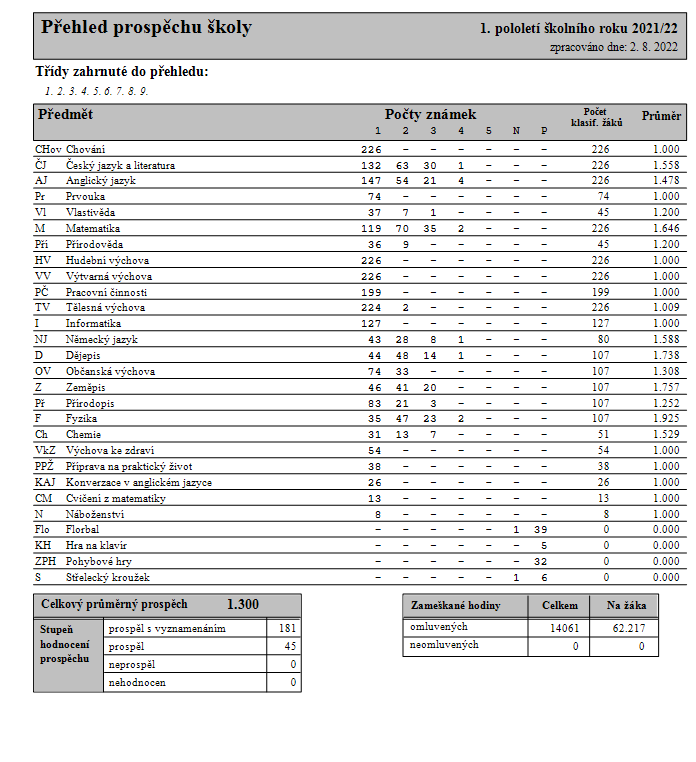 Přehled prospěchu školy 1. pololetí školního roku 2021/22
zpracováno dne: 2. 8. 2022
Třídy zahrnuté do přehledu:
1. 2. 3. 4. 5. 6. 7. 8. 9.
Předmět Počty známek Počet klasif. žáků Průměr
1 2 3 4 5 N P
CHov Chování 226 – – – – – – 226 1.000
ČJ Český jazyk a literatura 132 63 30 1 – – – 226 1.558
AJ Anglický jazyk 147 54 21 4 – – – 226 1.478
Pr Prvouka 74 – – – – – – 74 1.000
Vl Vlastivěda 37 7 1 – – – – 45 1.200
M Matematika 119 70 35 2 – – – 226 1.646
Pří Přírodověda 36 9 – – – – – 45 1.200
HV Hudební výchova 226 – – – – – – 226 1.000
VV Výtvarná výchova 226 – – – – – – 226 1.000
PČ Pracovní činnosti 199 – – – – – – 199 1.000
TV Tělesná výchova 224 2 – – – – – 226 1.009
I Informatika 127 – – – – – – 127 1.000
NJ Německý jazyk 43 28 8 1 – – – 80 1.588
D Dějepis 44 48 14 1 – – – 107 1.738
OV Občanská výchova 74 33 – – – – – 107 1.308
Z Zeměpis 46 41 20 – – – – 107 1.757
Př Přírodopis 83 21 3 – – – – 107 1.252
F Fyzika 35 47 23 2 – – – 107 1.925
Ch Chemie 31 13 7 – – – – 51 1.529
VkZ Výchova ke zdraví 54 – – – – – – 54 1.000
PPŽ Příprava na praktický život 38 – – – – – – 38 1.000
KAJ Konverzace v anglickém jazyce 26 – – – – – – 26 1.000
CM Cvičení z matematiky 13 – – – – – – 13 1.000
N Náboženství 8 – – – – – – 8 1.000
Flo Florbal – – – – – 1 39 0 0.000
KH Hra na klavír – – – – – – 5 0 0.000
ZPH Pohybové hry – – – – – – 32 0 0.000
S Střelecký kroužek – – – – – 1 6 0 0.000
Celkový průměrný prospěch 1.300
Stupeň hodnocení prospěchu
prospěl s vyznamenáním 181
prospěl 45
neprospěl 0
nehodnocen 0
Zameškané hodiny Celkem Na žáka
omluvených 14061 62.217
neomluvených 0 0